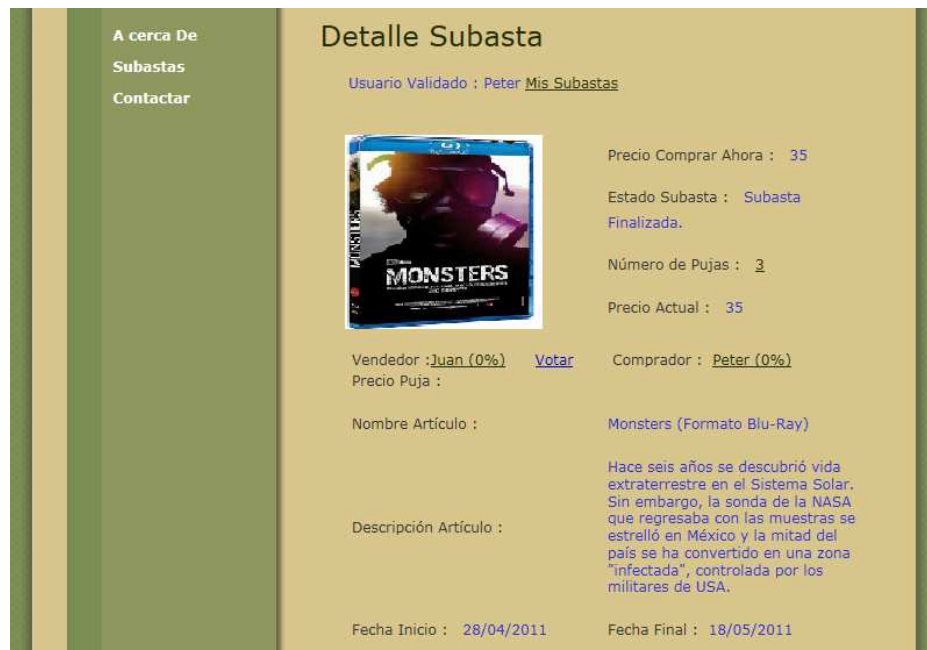 A cerca De
Subastas
Contactar
Detalle Subasta
Usuario Validado : Peter Mis Subastas
MONSTERS
MONSTERS
Precio Comprar Ahora : 35
Estado Subasta : Subasta
Finalizada.
Número de Pujas : 3
Precio Actual : 35
Vendedor :Juan (0%) Votar Comprador : Peter (0%)
Precio Puja :
Nombre Artículo : Monsters (Formato Blu-Ray)
Descripción Artículo :
Hace seis años se descubrió vida
extraterrestre en el Sistema Solar.
Sin embargo, la sonda de la NASA
que regresaba con las muestras se
estrelló en México y la mitad del
país se ha convertido en una zona
"infectada", controlada por los
militares de USA.
Fecha Inicio : 28/04/2011 Fecha Final : 18/05/2011